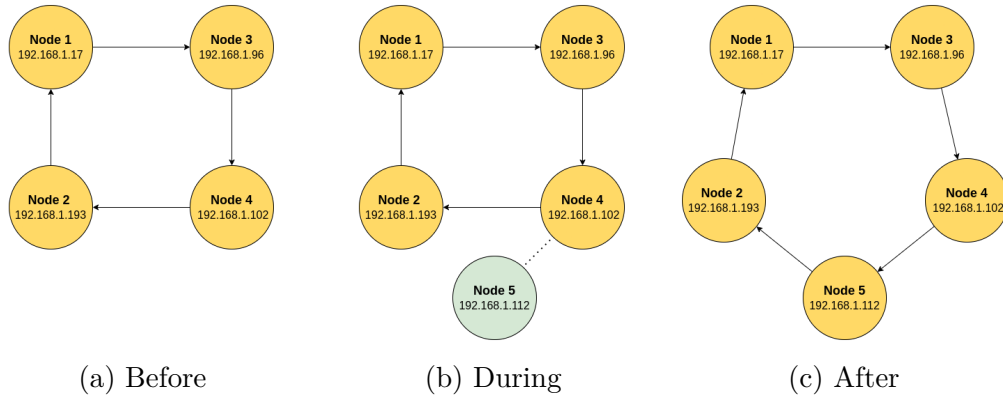 Node 1
192.168.1.17
Node 3
192.168.1.96
Node 2
192.168.1.193
Node 4
192.168.1.102
(a) Before
Node 1
192.168.1.17
Node 3
192.168.1.96
Node 2
192.168.1.193
Node 4
192.168.1.102
Node 5
192.168.1.112
(b) During
Node 1
192.168.1.17
Node 3
192.168.1.96
Node 2
192.168.1.193
Node 4
192.168.1.102
Node 5
192.168.1.112
(c) After